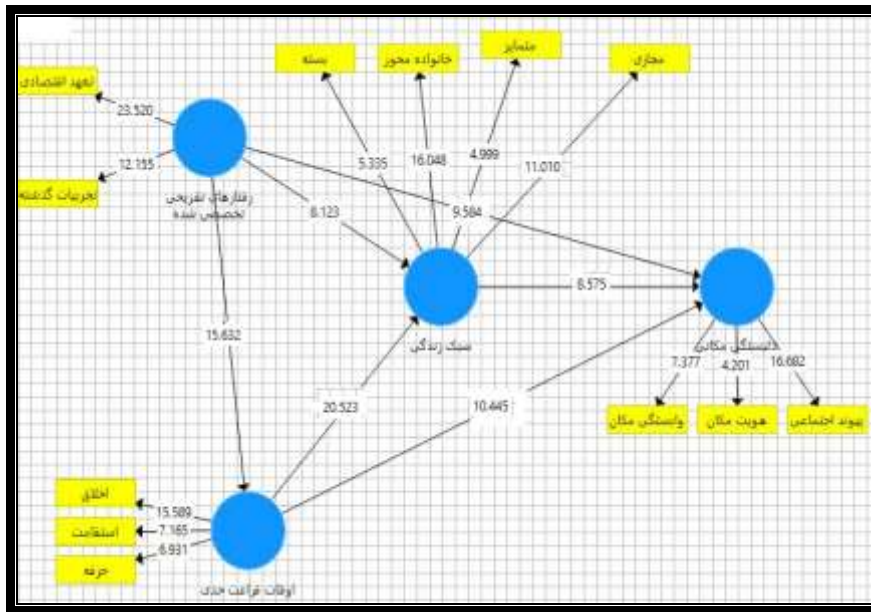 بسته
خانواده محور
متمایز
مجازی
تعهد اقتصادی
23.520
12.155
تجربیات گذشته
رفتارهای تفریحی
تخصصی شده
5.335
16.048
4.999
11.010
8.123
9.584
8.575
15.632
سبک زندگی
دلبستگی مکانی
7.377
4.201
16.682
20.523
10.445
وابستگی مکان
هویت مکان
پیوند اجتماعی
اخلاق
15.589
استقامت
7.165
6.931
حرفه
اوقات فراغت جدی